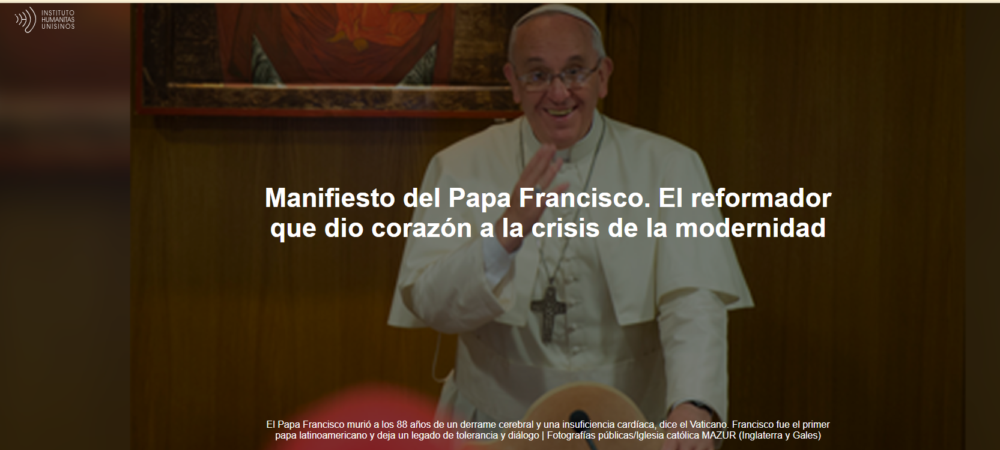 INSTITUTO
HUMANITAS
UNISINOS
Manifiesto del Papa Francisco. El reformador
que dio corazón a la crisis de la modernidad
El Papa Francisco murió a los 88 años de un derrame cerebral y una insuficiencia cardíaca, dice el Vaticano. Francisco fue el primer
papa latinoamericano y deja un legado de tolerancia y diálogo | Fotografías públicas/Iglesia católica MAZUR (Inglaterra y Gales)